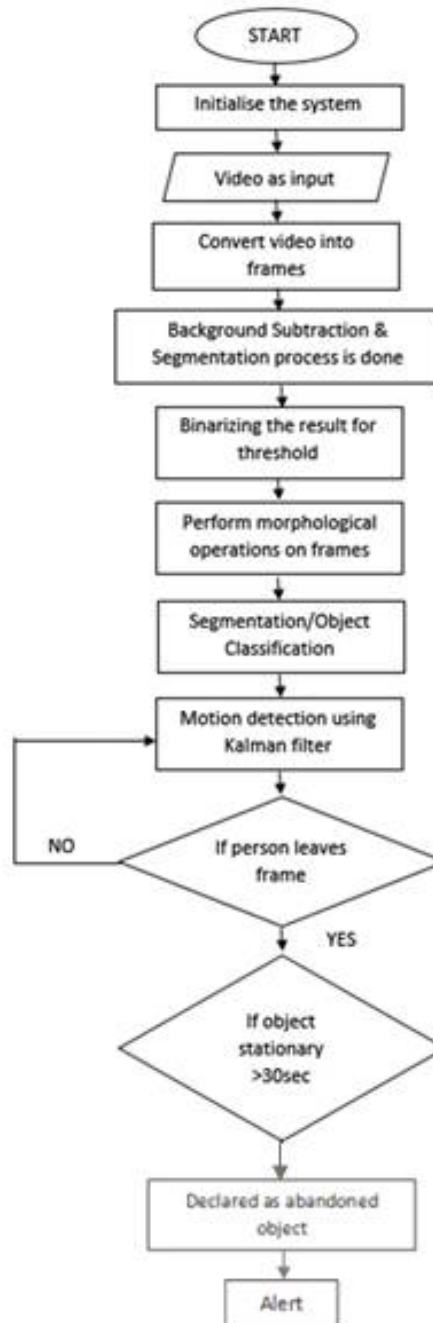 START
Initialise the system
Video as input
Convert video into
frames
Background Subtraction &
Segmentation process is done
Binarizing the result for
threshold
Perform morphological
operations on frames
Segmentation/Object
Classification
Motion detection using
Kalman filter
NO
If person leaves
frame
YES
If object
stationary
>30sec
Declared as abandoned
object
Alert